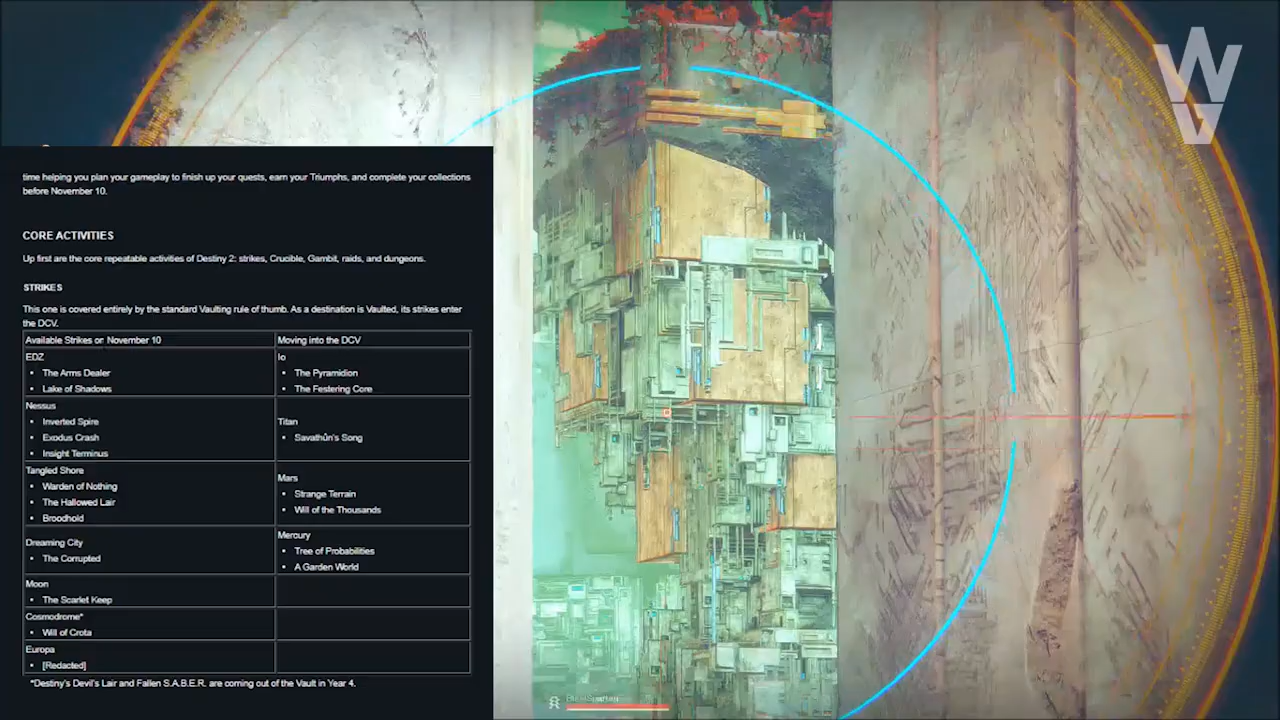 time helping you plan your gameplay to finish up your quests, earn your Triumphs, and complete your collections
before November 10.
CORE ACTIVITIES
Up first are the core repeatable activities of Destiny 2: strikes, Crucible, Gambit, raids, and dungeons.
STRIKES
This one is covered entirely by the standard Vaulting rule of thumb. As a destination is Vaulted, its strikes enter
the DCV.
Available Strikes on November 10
Moving into the DCV
EDZ
• The Arms Dealer
• Lake of Shadows
Io
• The Pyramidion
• The Festering Core
Nessus
• Inverted Spire
• Exodus Crash
• Insight Terminus
Titan
• Savathûn's Song
Tangled Shore
• Warden of Nothing
• The Hallowed Lair
• Broodhold
Mars
• Strange Terrain
• Will of the Thousands
Dreaming City
• The Corrupted
Mercury
• Tree of Probabilities
• A Garden World
Moon
• The Scarlet Keep
Cosmodrome*
• Will of Crota
Europa
• [Redacted]
*Destiny's Devil's Lair and Fallen S.A.B.E.R. are coming out of the Vault in Year 4.